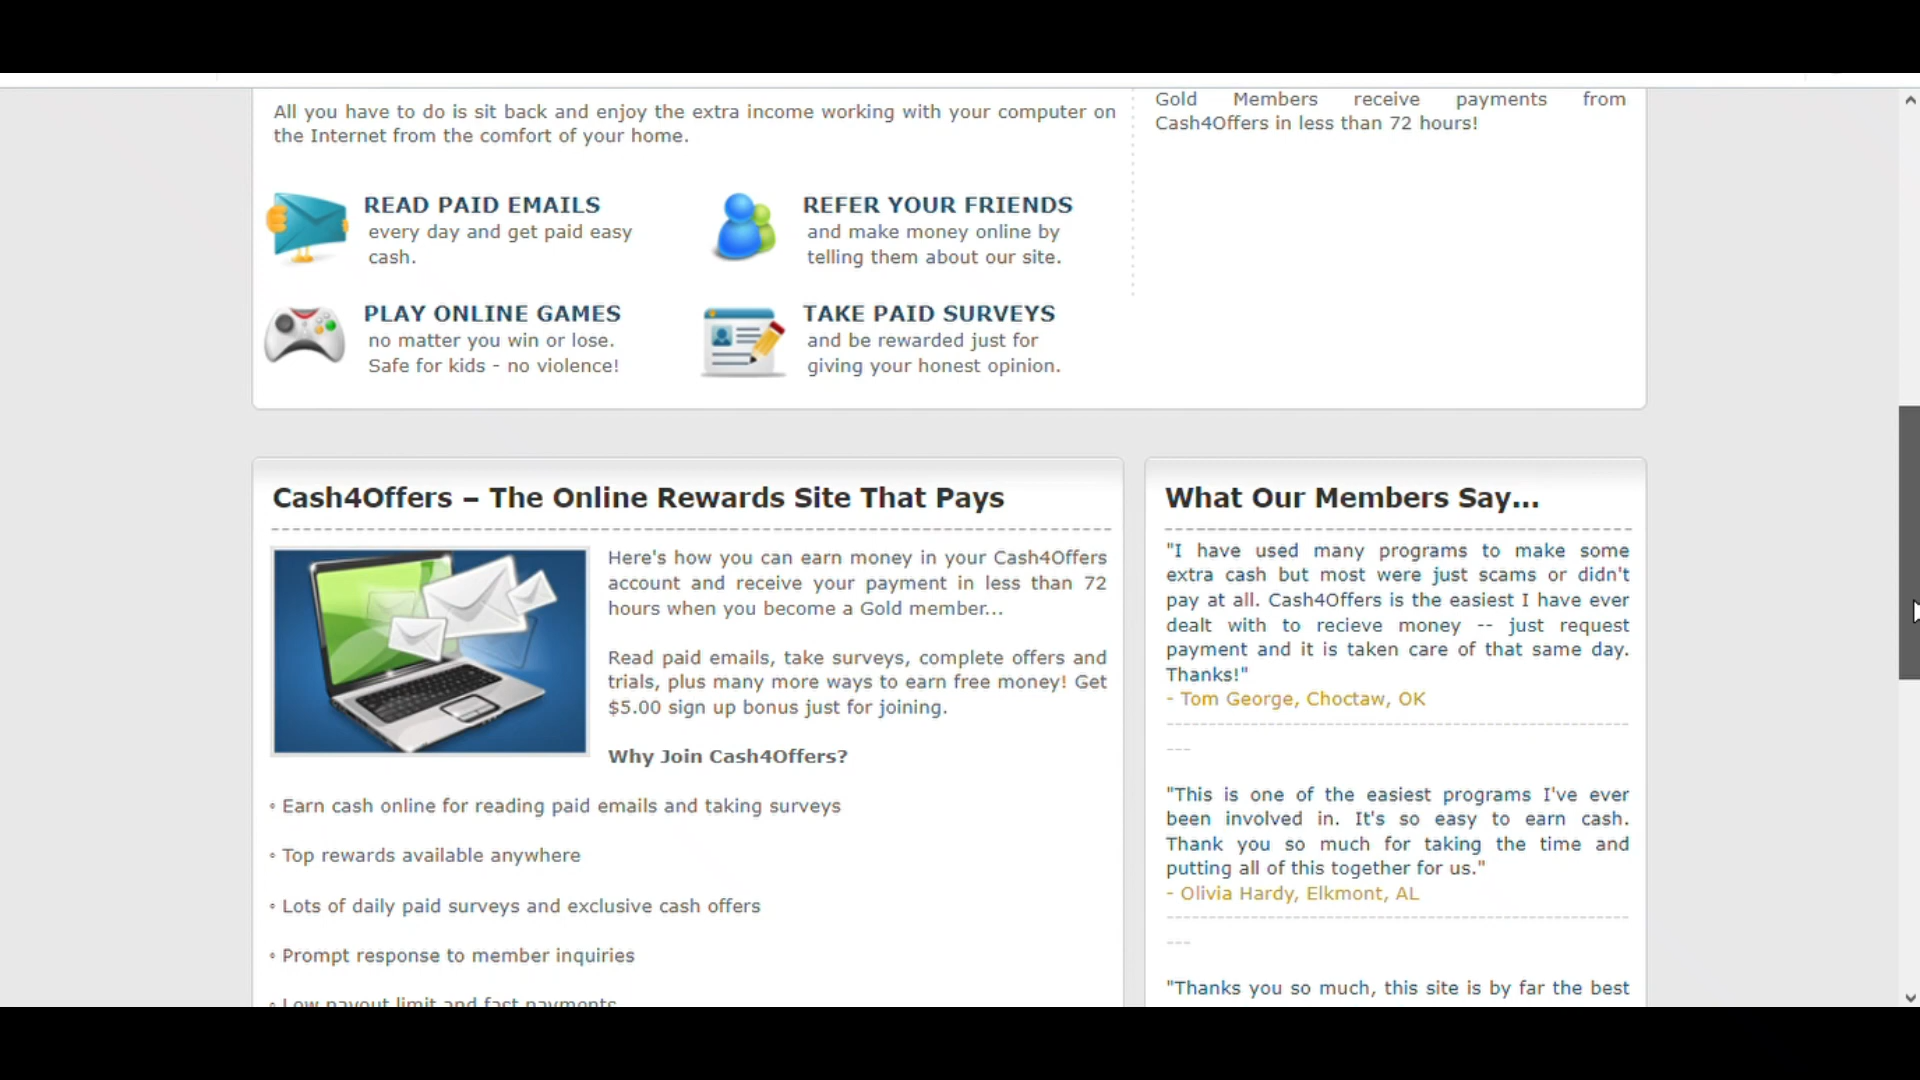 All you have to do is sit back and enjoy the extra income working with your computer on
the Internet from the comfort of your home.
Gold Members receive payments from
Cash4Offers in less than 72 hours!
READ PAID EMAILS
every day and get paid easy
cash.
REFER YOUR FRIENDS
and make money online by
telling them about our site.
PLAY ONLINE GAMES
no matter you win or lose.
Safe for kids - no violence!
TAKE PAID SURVEYS
and be rewarded just for
giving your honest opinion.
Cash4Offers – The Online Rewards Site That Pays
Here's how you can earn money in your Cash4Offers
account and receive your payment in less than 72
hours when you become a Gold member...
Read paid emails, take surveys, complete offers and
trials, plus many more ways to earn free money! Get
$5.00 sign up bonus just for joining.
Why Join Cash4Offers?
◦ Earn cash online for reading paid emails and taking surveys
◦ Top rewards available anywhere
◦ Lots of daily paid surveys and exclusive cash offers
◦ Prompt response to member inquiries
◦ Low payout limit and fast payments
What Our Members Say...
"I have used many programs to make some
extra cash but most were just scams or didn't
pay at all. Cash4Offers is the easiest I have ever
dealt with to recieve money -- just request
payment and it is taken care of that same day.
Thanks!"
- Tom George, Choctaw, OK
---
"This is one of the easiest programs I've ever
been involved in. It's so easy to earn cash.
Thank you so much for taking the time and
putting all of this together for us."
- Olivia Hardy, Elkmont, AL
---
"Thanks you so much, this site is by far the best